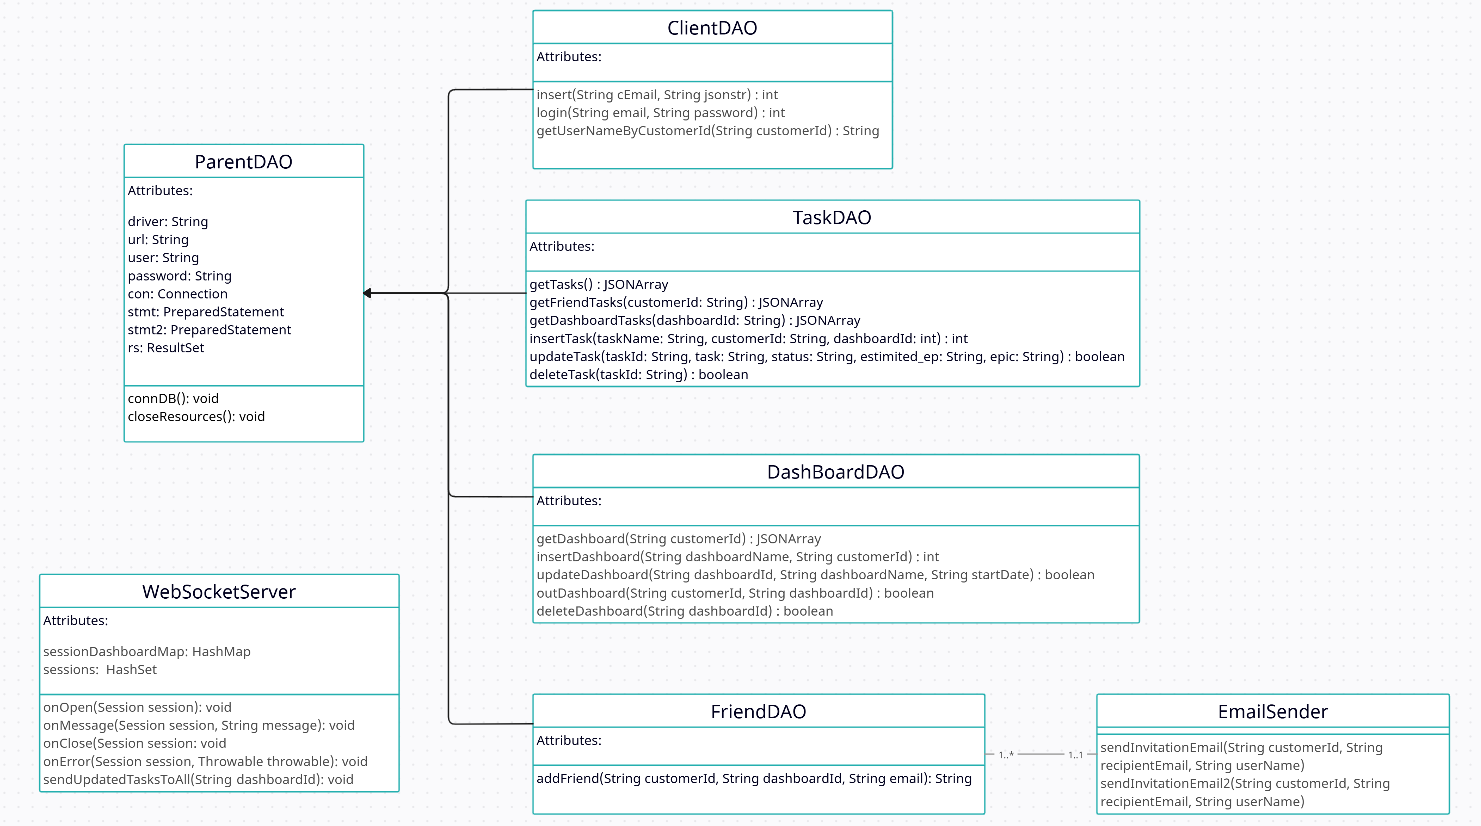 ClientDAO
Attributes:
insert(String cEmail, String jsonstr) : int
login(String email, String password) : int
getUserNameByCustomerId(String customerId) : String
ParentDAO
Attributes:
driver: String
url: String
user: String
password: String
con: Connection
stmt: PreparedStatement
stmt2: PreparedStatement
rs: ResultSet
connDB(): void
closeResources(): void
TaskDAO
Attributes:
getTasks() : JSONArray
getFriendTasks(customerId: String) : JSONArray
getDashboardTasks(dashboardId: String) : JSONArray
insertTask(taskName: String, customerId: String, dashboardId: int) : int
updateTask(taskId: String, task: String, status: String, estimited_ep: String, epic: String) : boolean
deleteTask(taskId: String) : boolean
DashBoardDAO
Attributes:
getDashboard(String customerId) : JSONArray
insertDashboard(String dashboardName, String customerId) : int
updateDashboard(String dashboardId, String dashboardName, String startDate) : boolean
outDashboard(String customerId, String dashboardId) : boolean
deleteDashboard(String dashboardId) : boolean
WebSocketServer
Attributes:
sessionDashboardMap: HashMap
sessions:  HashSet
onOpen(Session session): void
onMessage(Session session, String message): void
onClose(Session session: void
onError(Session session, Throwable throwable): void
sendUpdatedTasksToAll(String dashboardId): void
FriendDAO
Attributes:
addFriend(String customerId, String dashboardId, String email): String
1..*
1..1
EmailSender
sendInvitationEmail(String customerId, String
recipientEmail, String userName)
sendInvitationEmail2(String customerId, String
recipientEmail, String userName)